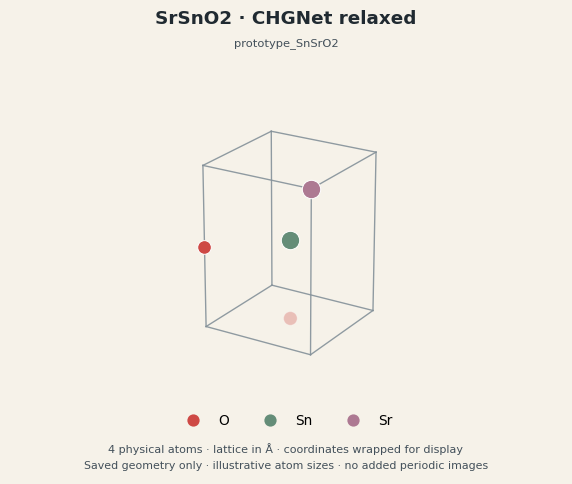 SrSnO2 · CHGNet relaxed
prototype_SnSrO2
O Sn Sr
4 physical atoms · lattice in Å · coordinates wrapped for display
Saved geometry only · illustrative atom sizes · no added periodic images